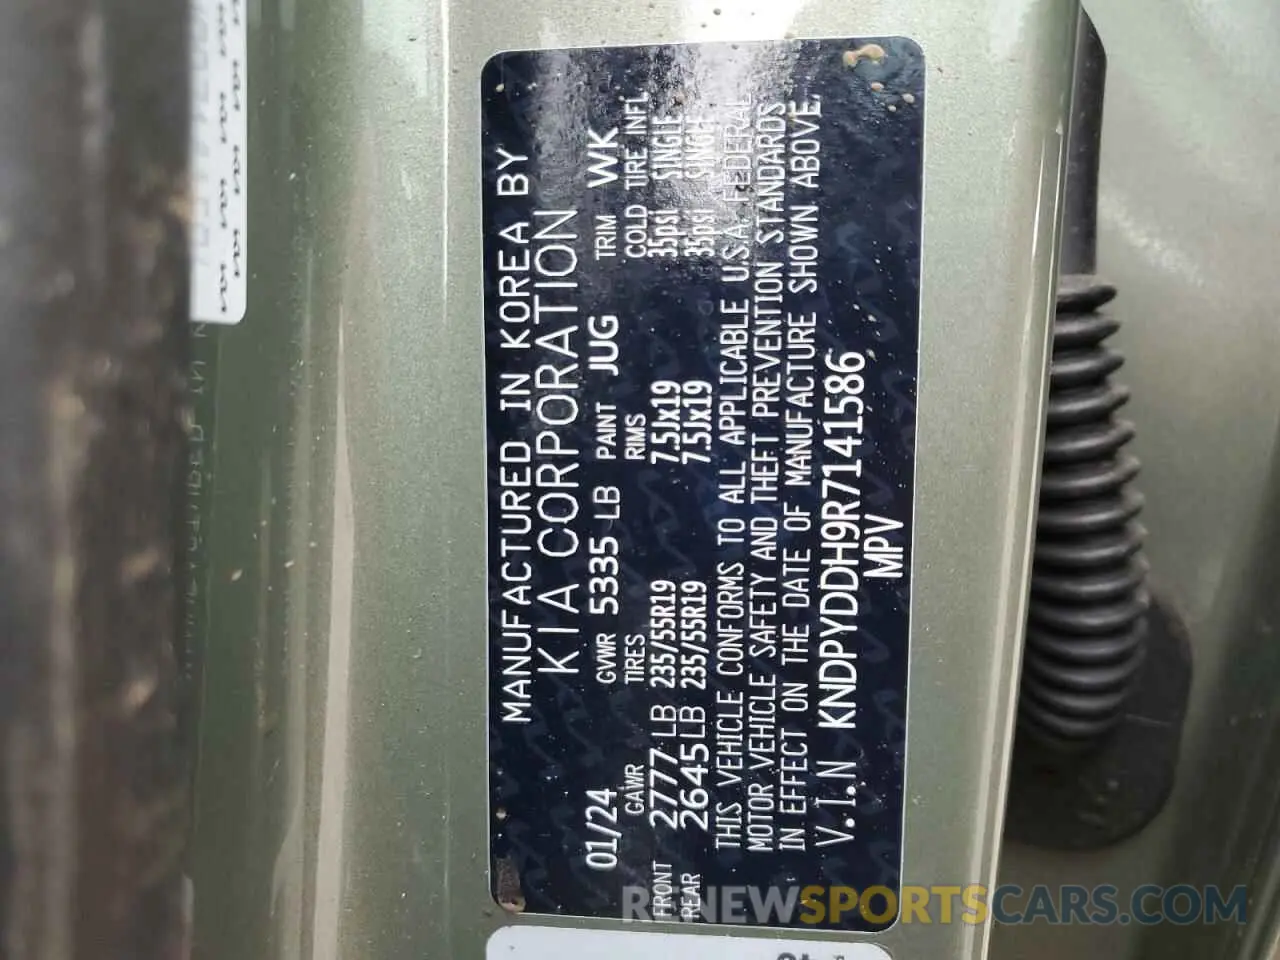 MANUFACTURED IN KOREA BY
KIA CORPORATION
01/24 GVWR 5335 LB PAINT JUG TRIM WK
GAWR TIRES RIMS COLD TIRE INFL
FRONT 2777 LB 235/55R19 7.5Jx19 35psi SINGLE
REAR 2645 LB 235/55R19 7.5Jx19 35psi SINGLE
THIS VEHICLE CONFORMS TO ALL APPLICABLE U.S.A. FEDERAL
MOTOR VEHICLE SAFETY AND THEFT PREVENTION STANDARDS
IN EFFECT ON THE DATE OF MANUFACTURE SHOWN ABOVE.
V.I.N KNDPYDDH9R7141586
MPV
RENEWSPORTSCARS.COM